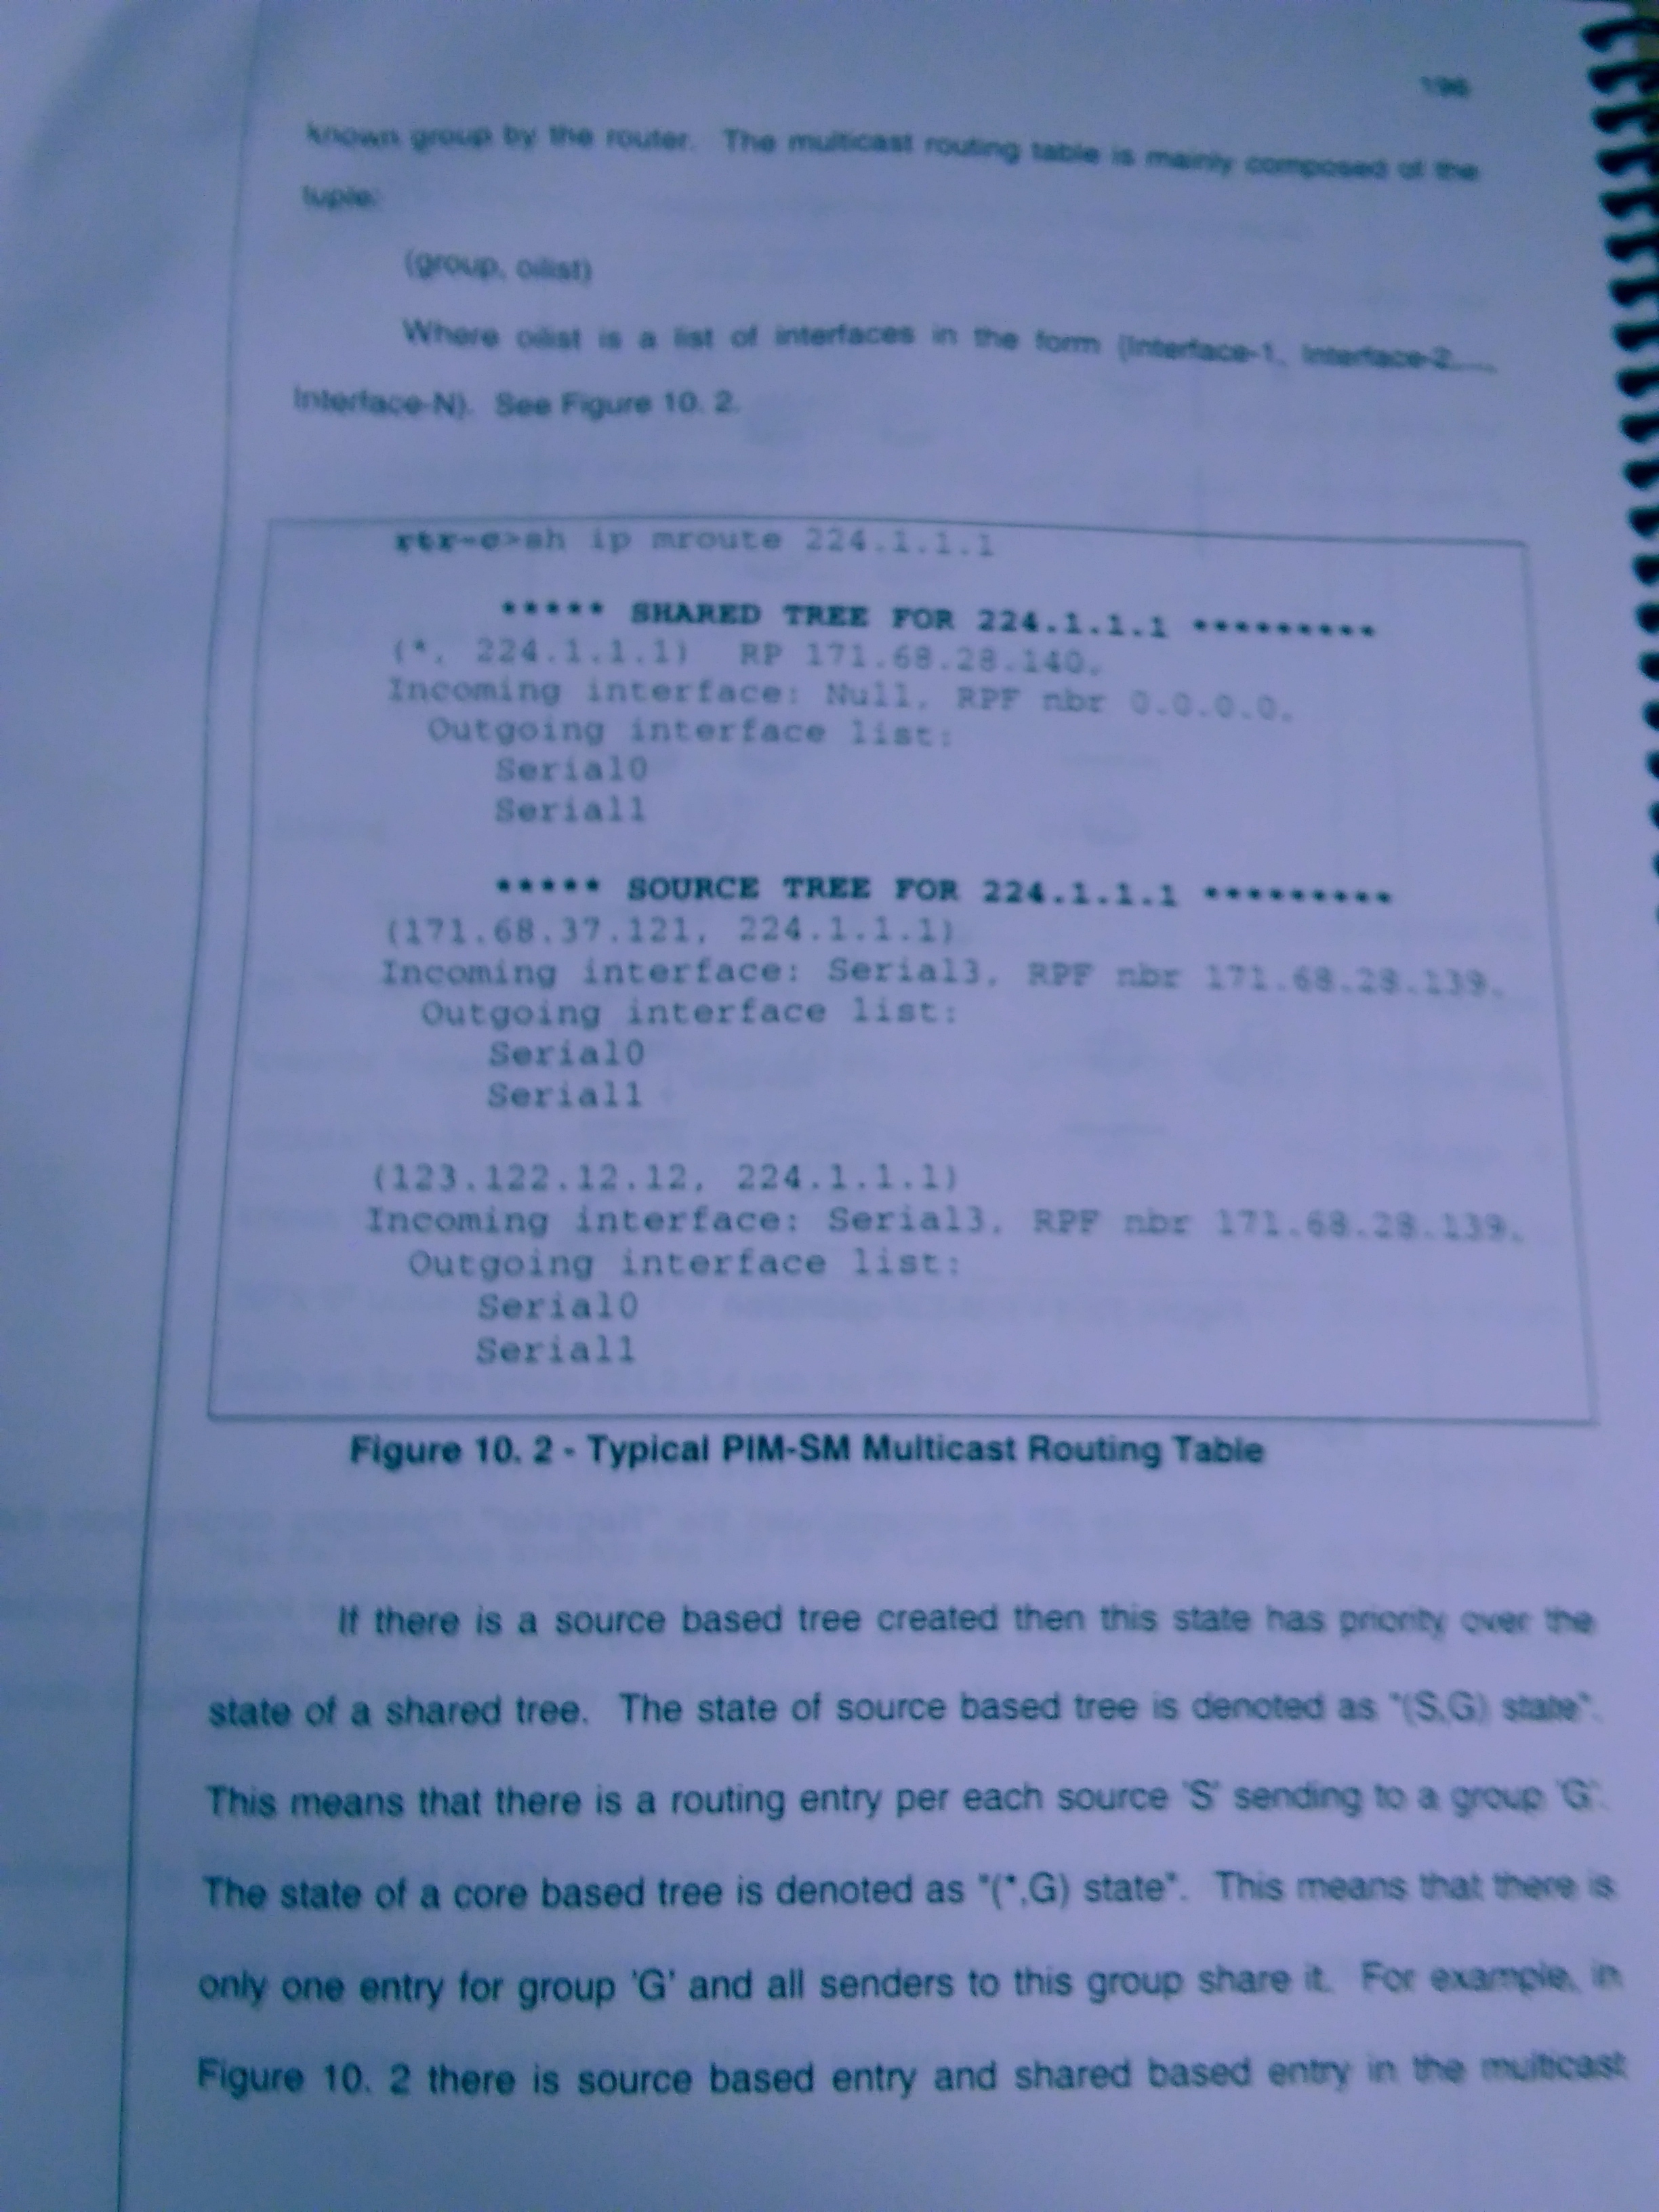 196
known group by the router. The multicast routing table is mainly composed of the
tuple:
(group, oilist)
Where oilist is a list of interfaces in the form (Interface-1, Interface-2,...,
Interface-N). See Figure 10. 2.
rtr-c>sh ip mroute 224.1.1.1
***** SHARED TREE FOR 224.1.1.1 *********
(*, 224.1.1.1) RP 171.68.28.140,
Incoming interface: Null, RPF nbr 0.0.0.0,
Outgoing interface list:
Serial0
Serial1
***** SOURCE TREE FOR 224.1.1.1 *********
(171.68.37.121, 224.1.1.1)
Incoming interface: Serial3, RPF nbr 171.68.28.139,
Outgoing interface list:
Serial0
Serial1
(123.122.12.12, 224.1.1.1)
Incoming interface: Serial3, RPF nbr 171.68.28.139,
Outgoing interface list:
Serial0
Serial1
Figure 10. 2 - Typical PIM-SM Multicast Routing Table
If there is a source based tree created then this state has priority over the
state of a shared tree. The state of source based tree is denoted as "(S,G) state".
This means that there is a routing entry per each source 'S' sending to a group 'G'.
The state of a core based tree is denoted as "(*,G) state". This means that there is
only one entry for group 'G' and all senders to this group share it. For example, in
Figure 10. 2 there is source based entry and shared based entry in the multicast